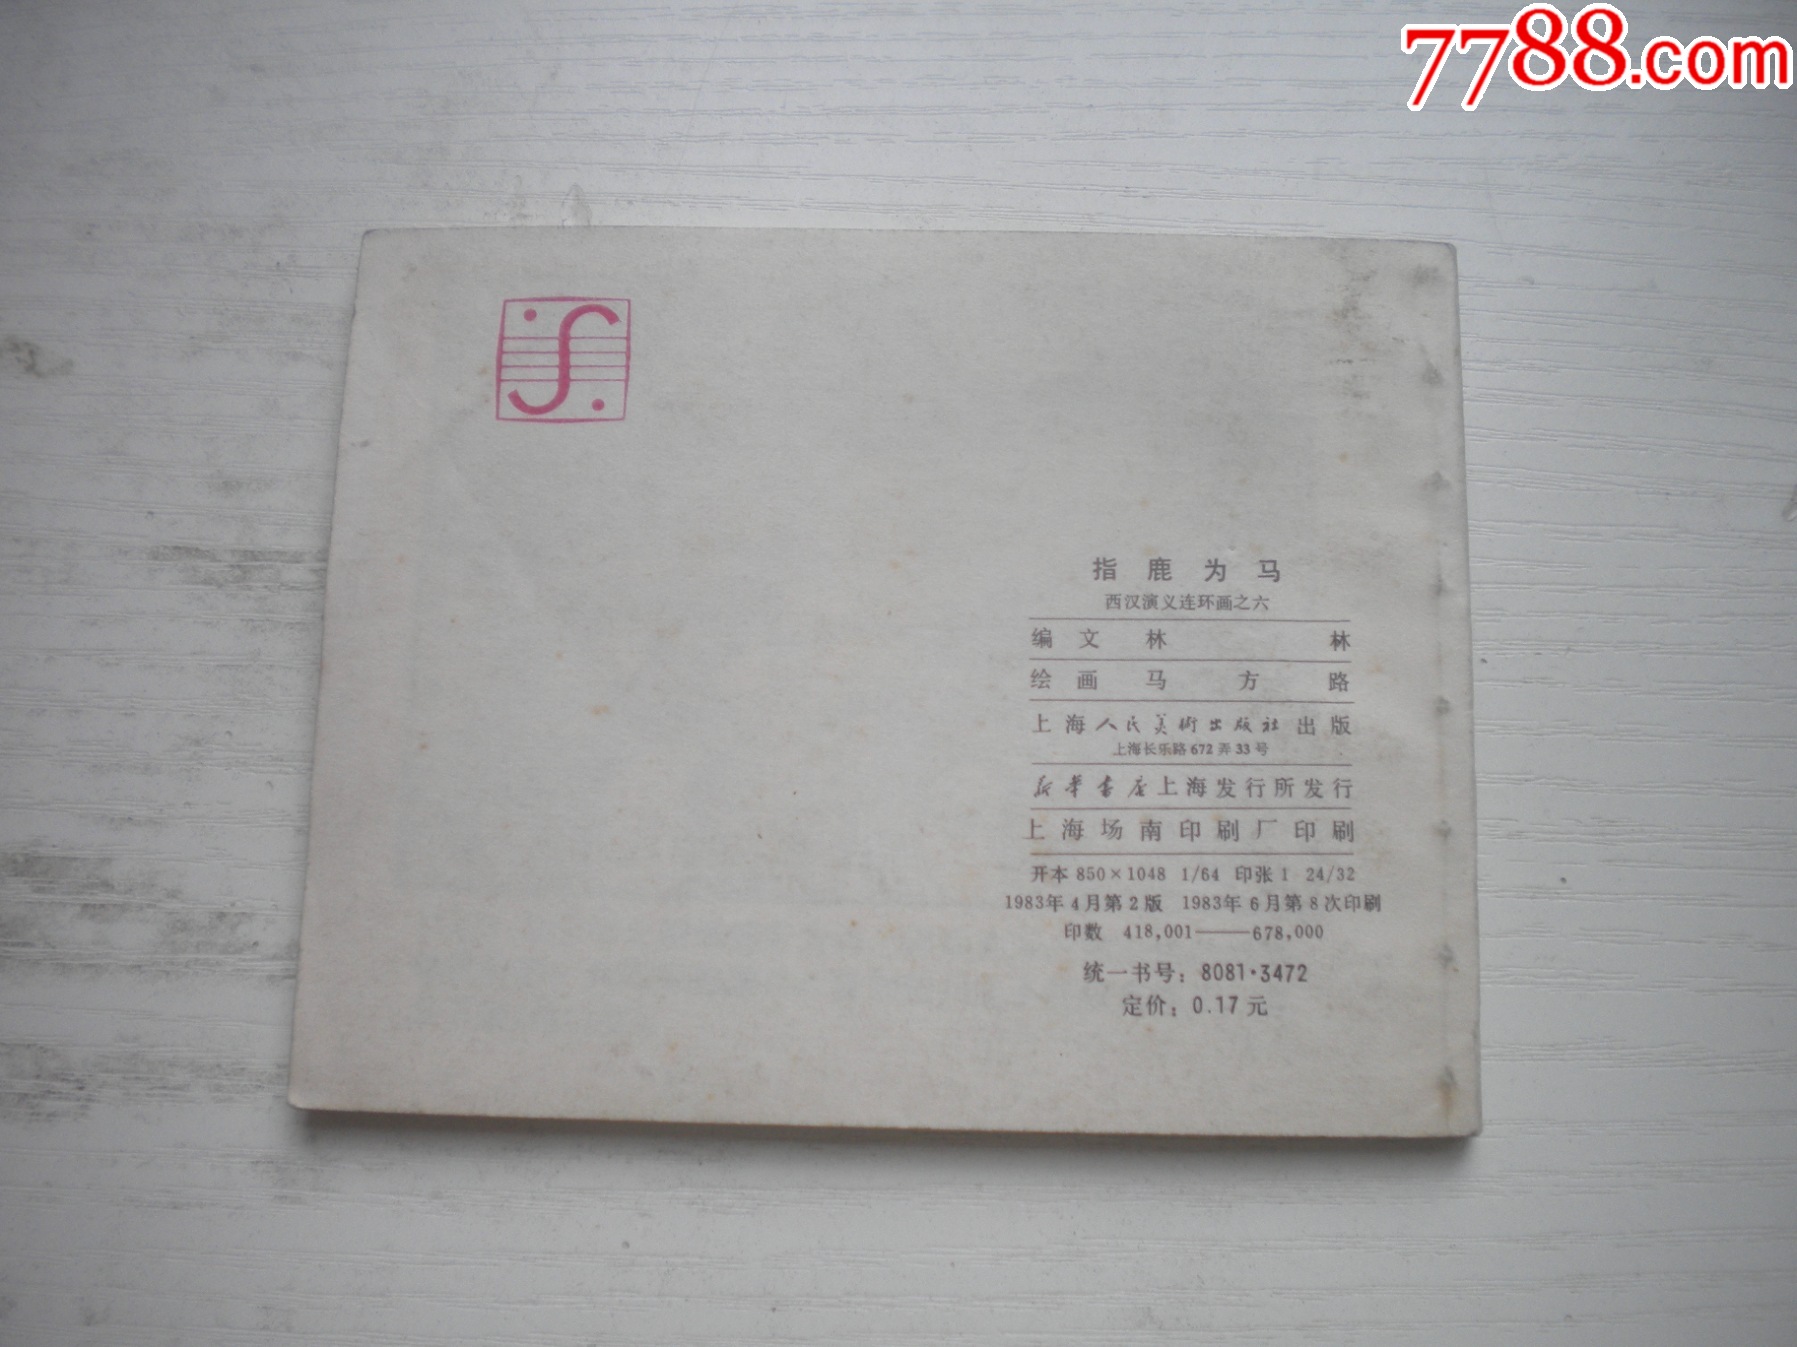 7788.com
指鹿为马
西汉演义连环画之六
编文 林林
绘画 马方路
上海人民美術出版社出版
上海长乐路672弄33号
新华书店上海发行所发行
上海场南印刷厂印刷
开本 850×1048 1/64 印张1 24/32
1983年4月第2版 1983年6月第8次印刷
印数 418,001——678,000
统一书号：8081·3472
定价：0.17元